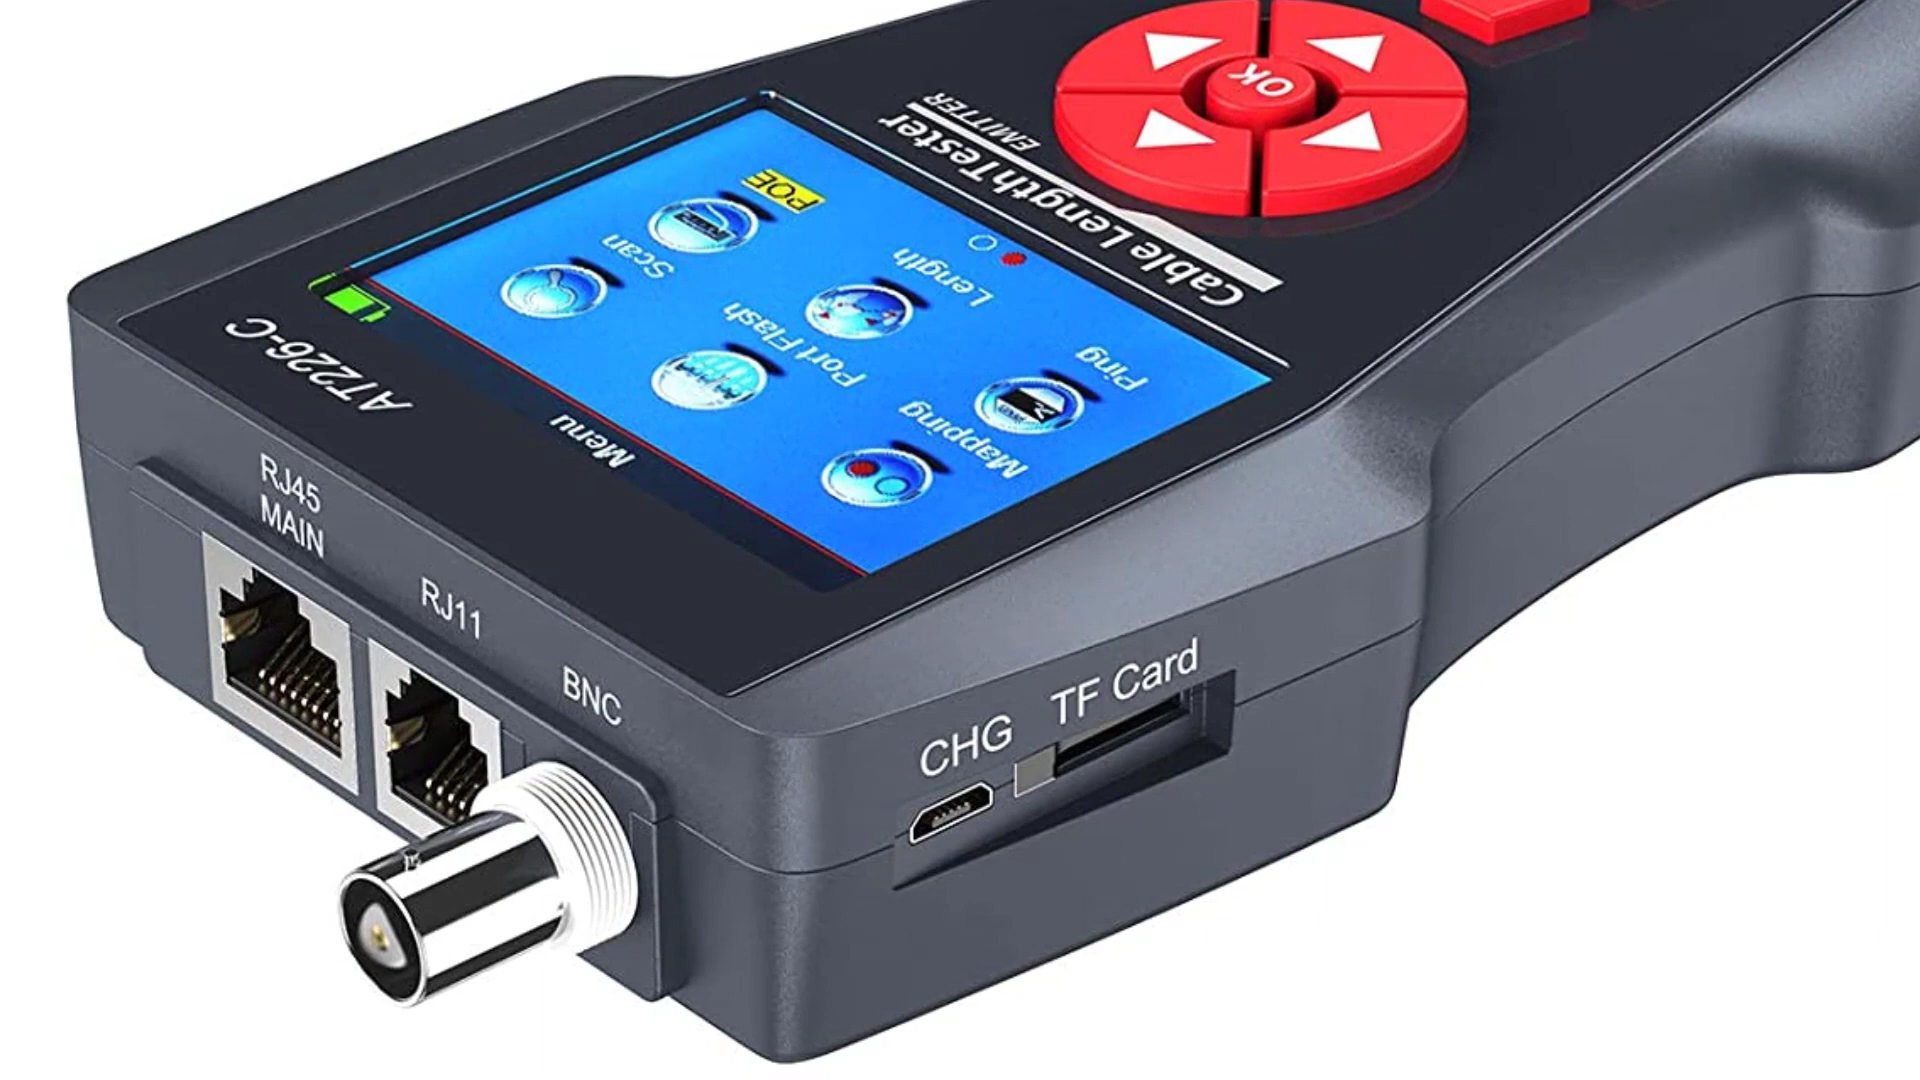 OK
Cable Length Tester
EMITTER
POE
Scan
Length
Port Flash
Ping
Mapping
Menu
AT226-C
RJ45
MAIN
RJ11
BNC
CHG
TF Card